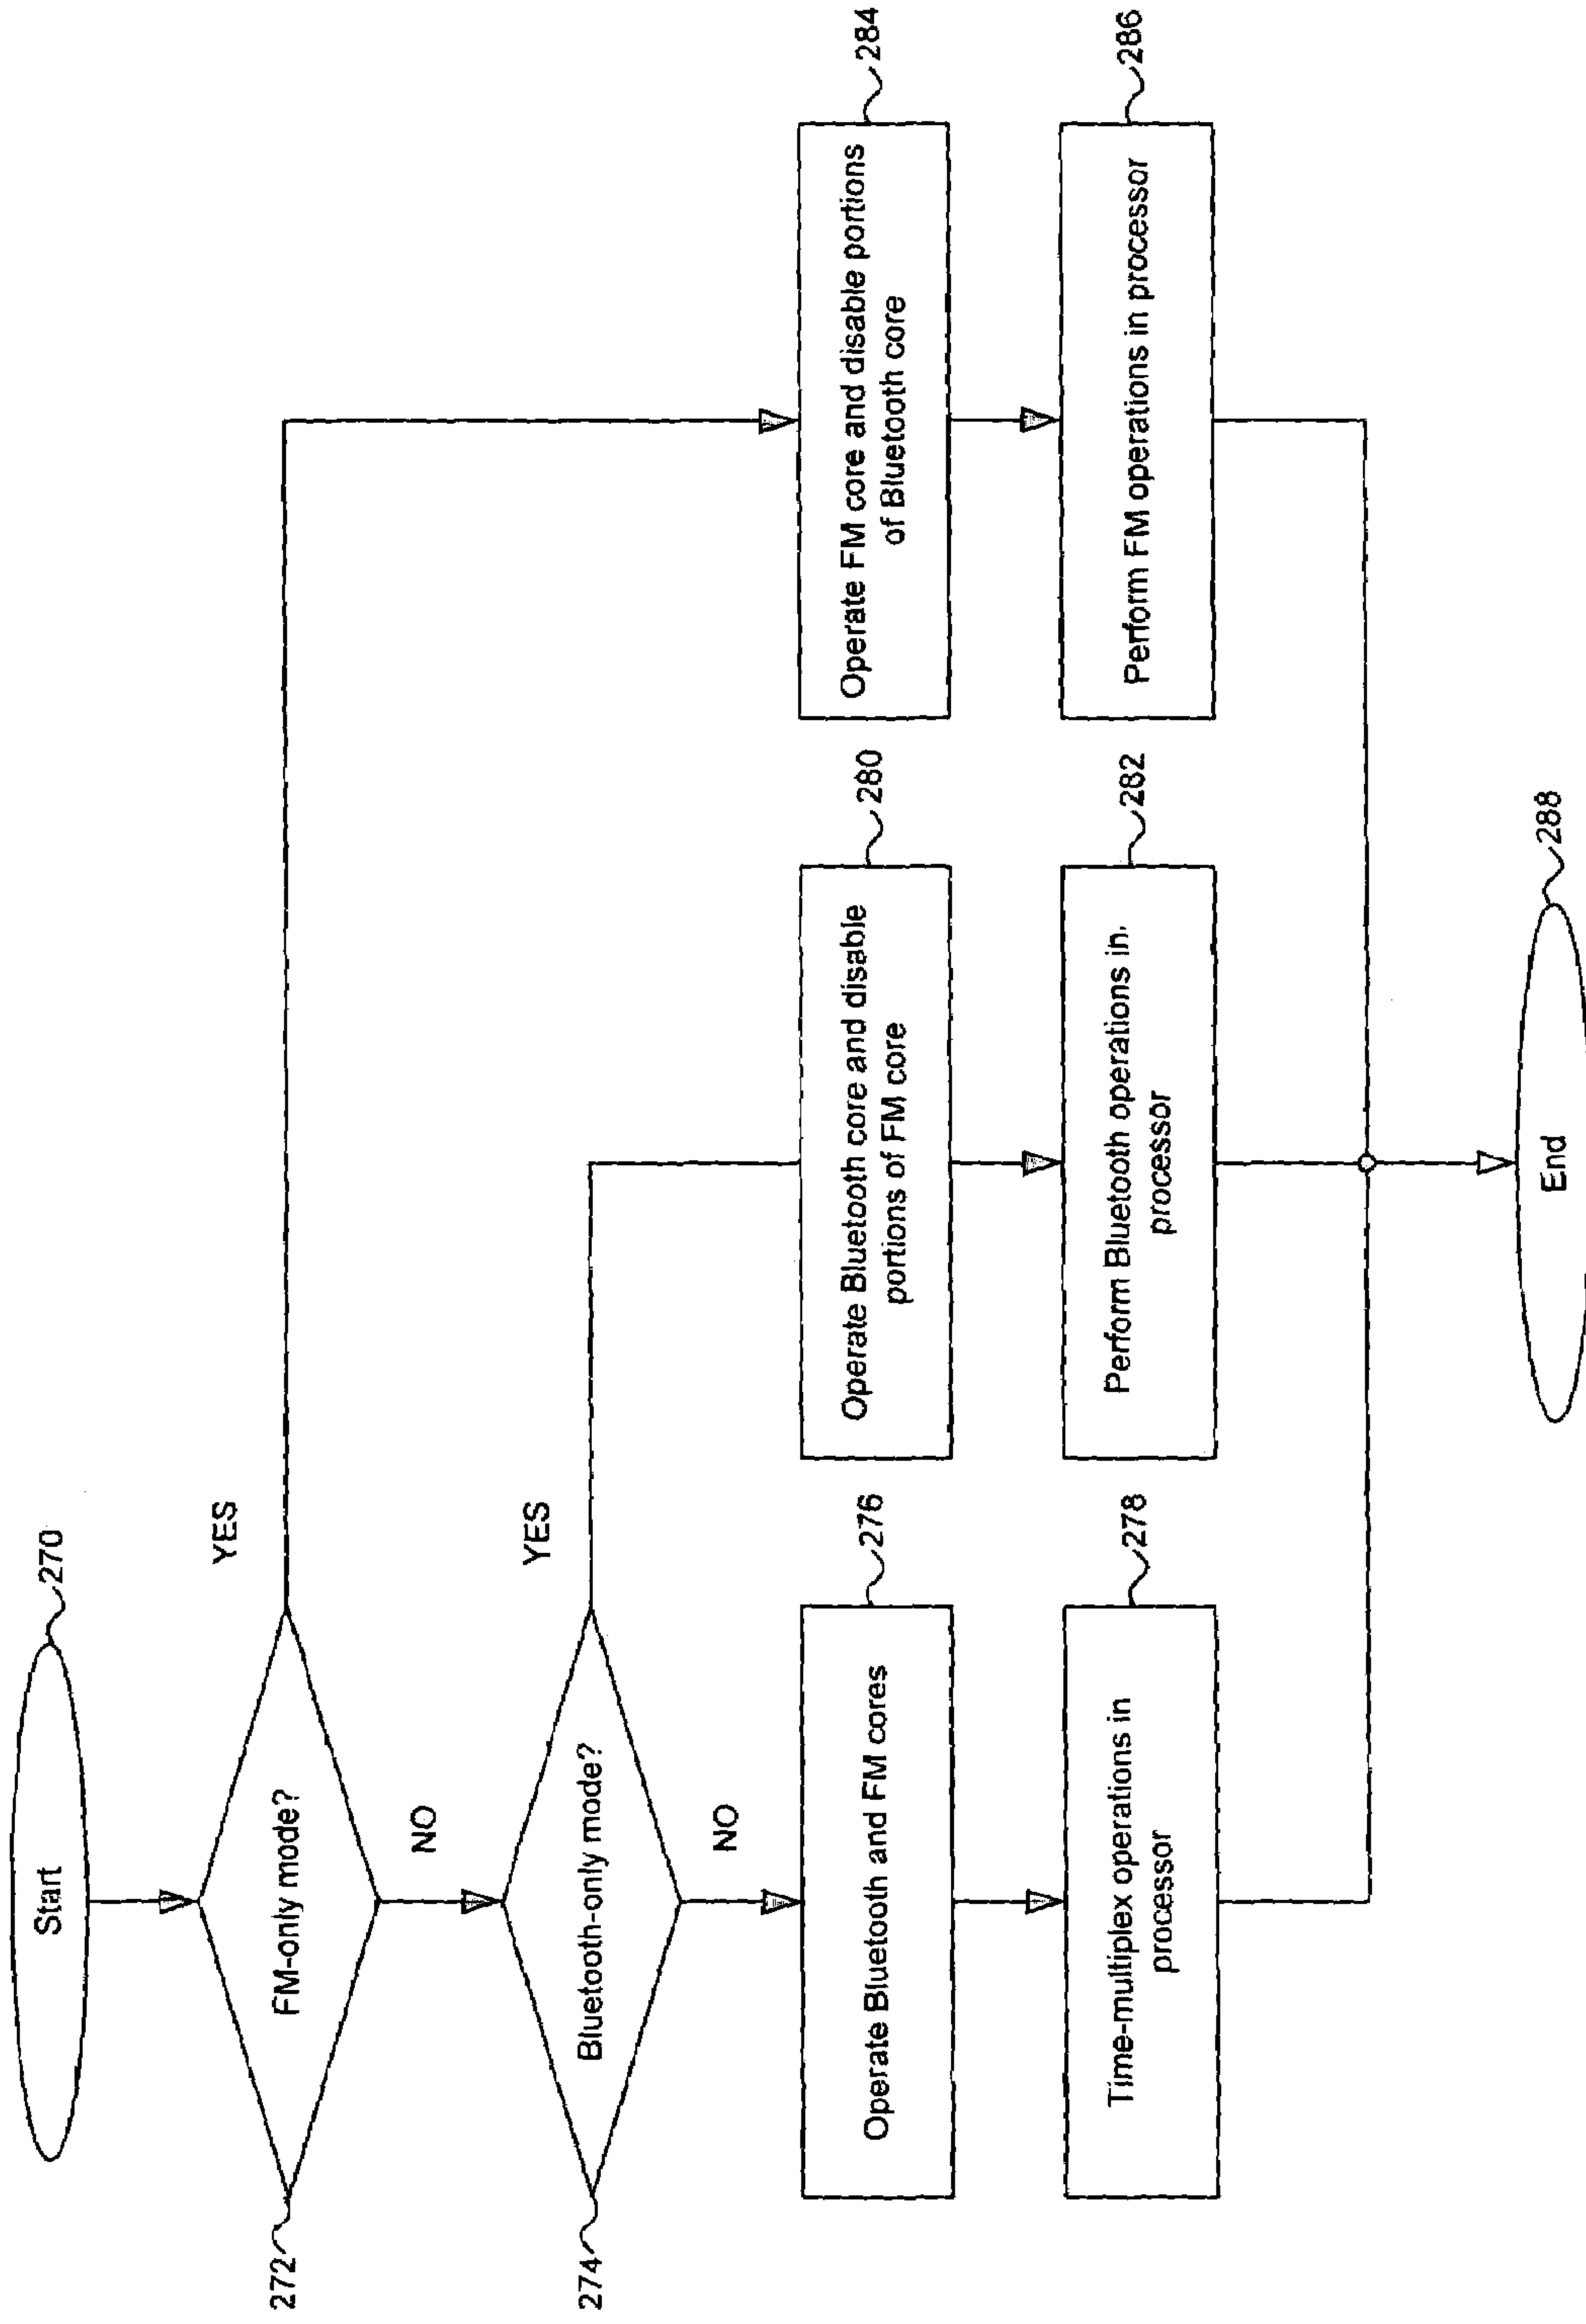 Start
270
FM-only mode?
272
YES
NO
Bluetooth-only mode?
274
YES
NO
Operate Bluetooth and FM cores
276
Time-multiplex operations in
processor
278
Operate Bluetooth core and disable
portions of FM core
280
Perform Bluetooth operations in.
processor
282
Operate FM core and disable portions
of Bluetooth core
284
Perform FM operations in processor
286
End
288